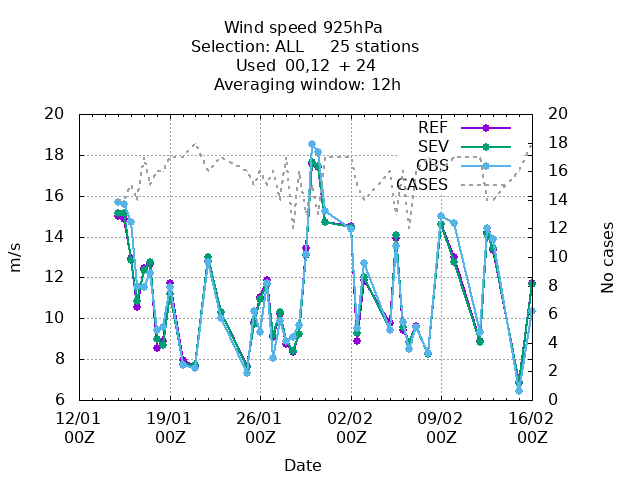 Wind speed 925hPa
Selection: ALL 25 stations
Used 00,12 + 24
Averaging window: 12h
REF
SEV
OBS
CASES
20
18
16
14
12
10
8
6
20
18
16
14
12
10
8
6
4
2
0
m/s
No cases
12/01 19/01 26/01 02/02 09/02 16/02
00Z 00Z 00Z 00Z 00Z 00Z
Date